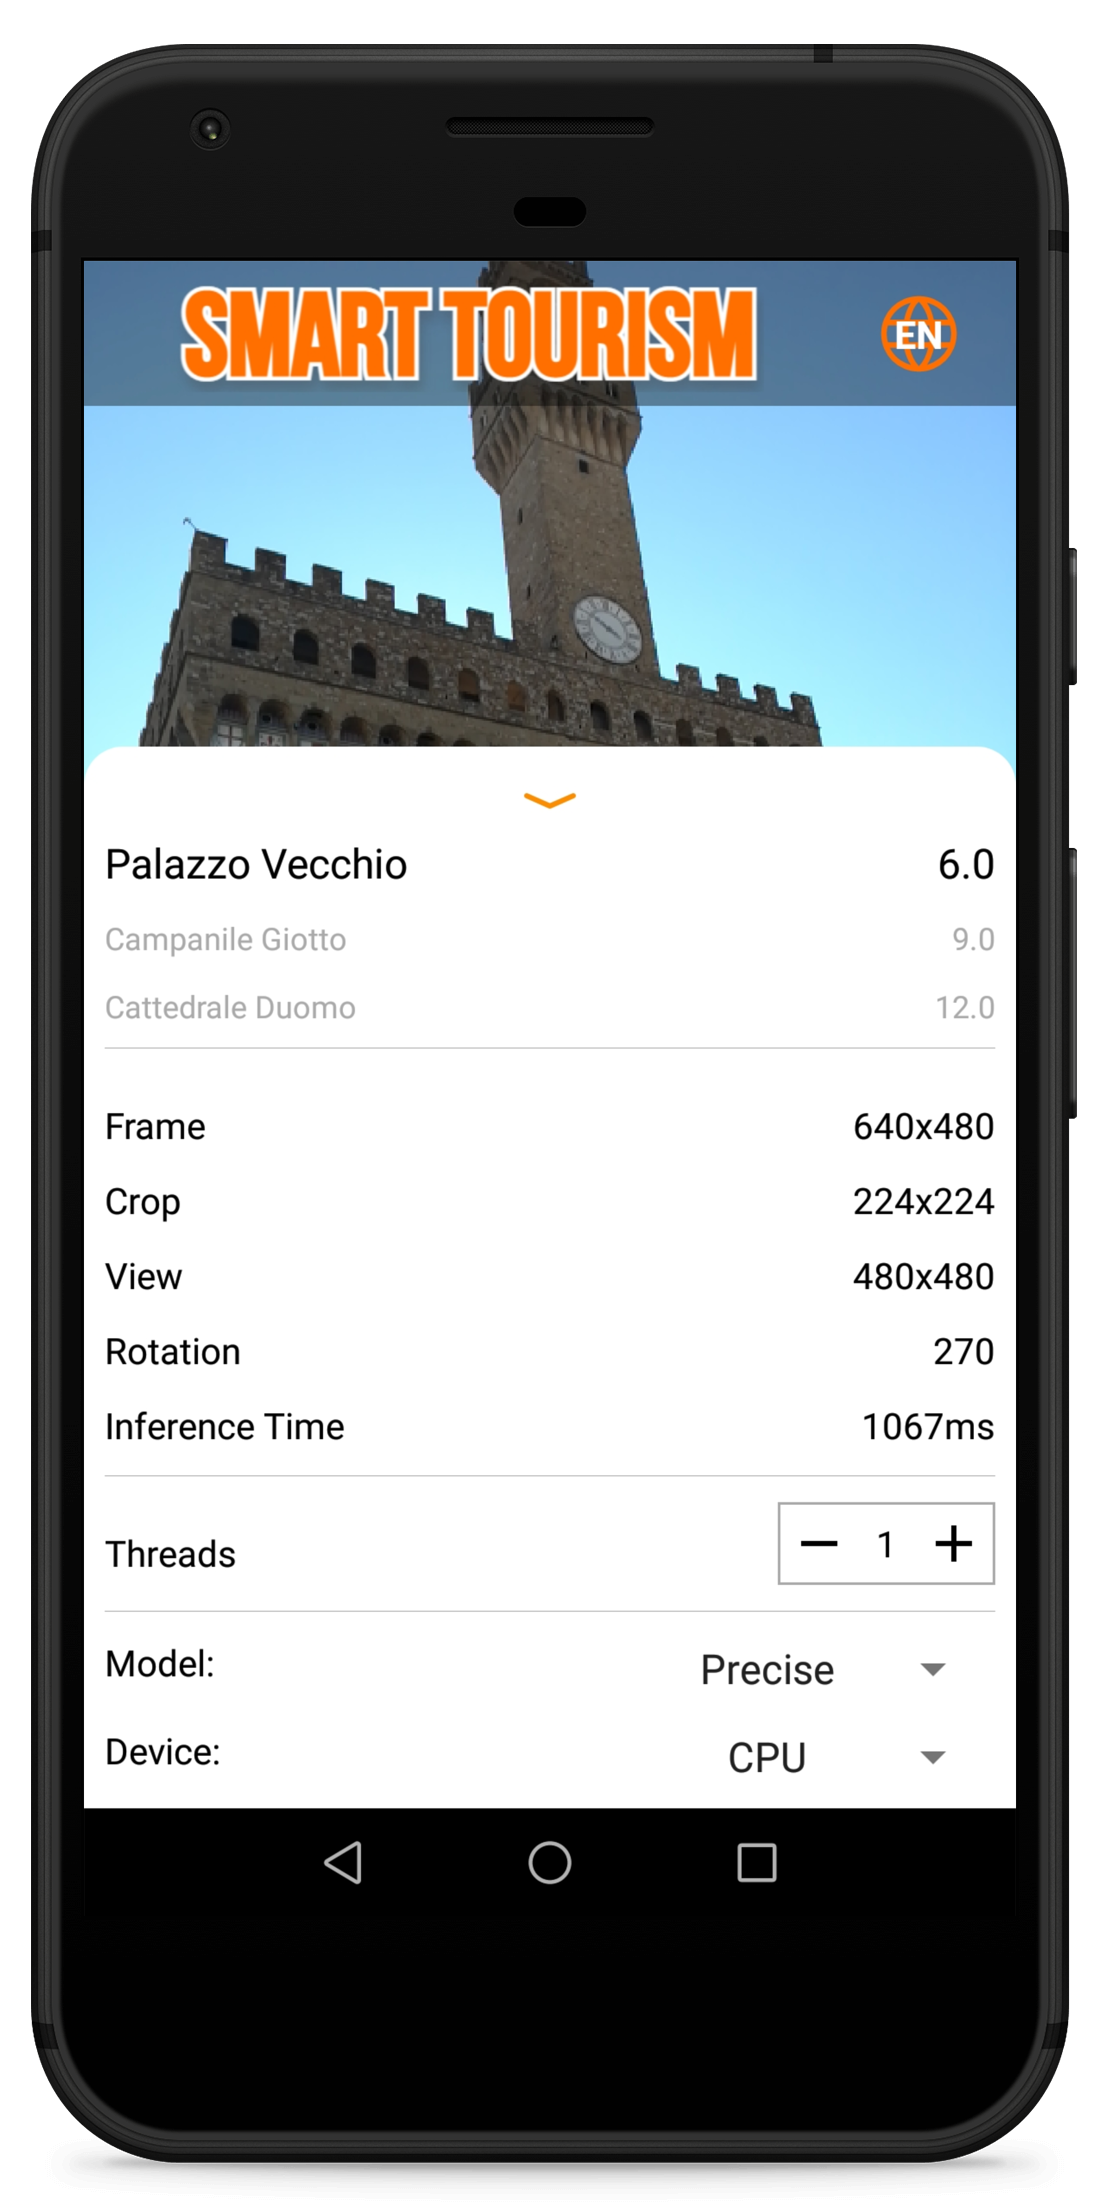 SMART TOURISM
EN
Palazzo Vecchio 6.0
Campanile Giotto 9.0
Cattedrale Duomo 12.0
Frame 640x480
Crop 224x224
View 480x480
Rotation 270
Inference Time 1067ms
Threads 1
Model: Precise
Device: CPU